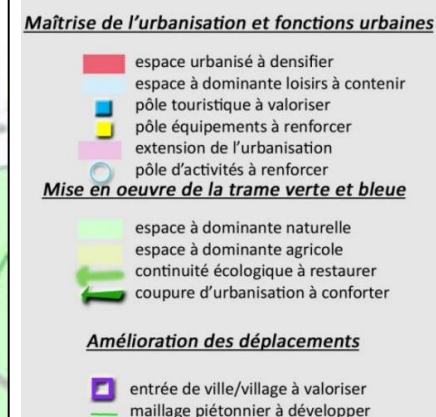 Maîtrise de l'urbanisation et fonctions urbaines
espace urbanisé à densifier
espace à dominante loisirs à contenir
pôle touristique à valoriser
pôle équipements à renforcer
extension de l'urbanisation
pôle d'activités à renforcer
Mise en oeuvre de la trame verte et bleue
espace à dominante naturelle
espace à dominante agricole
continuité écologique à restaurer
coupure d'urbanisation à conforter
Amélioration des déplacements
entrée de ville/village à valoriser
maillage piétonnier à développer